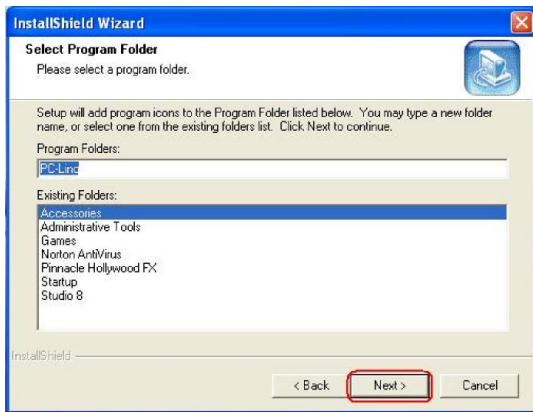 InstallShield Wizard
Select Program Folder
Please select a program folder.
Setup will add program icons to the Program Folder listed below. You may type a new folder
name, or select one from the existing folders list. Click Next to continue.
Program Folders:
PC-Linq
Existing Folders:
Accessories
Administrative Tools
Games
Norton AntiVirus
Pinnacle Hollywood FX
Startup
Studio 8
InstallShield
< Back
Next >
Cancel